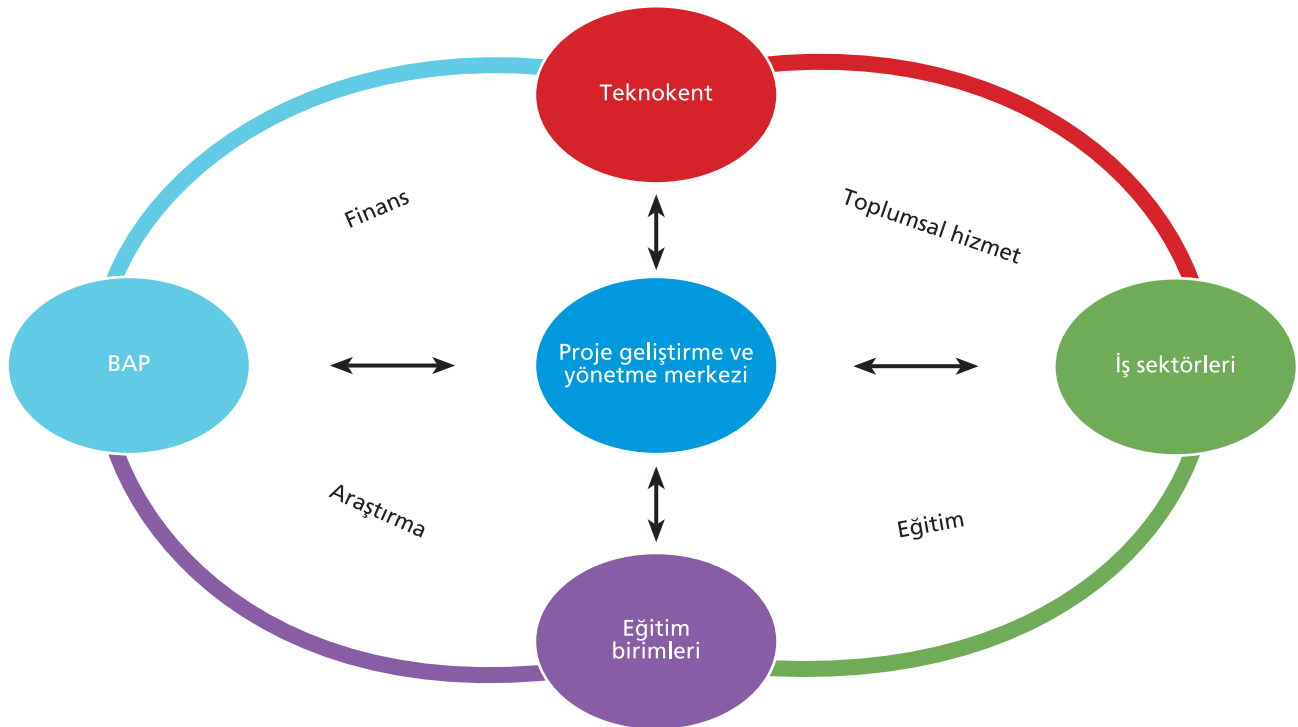 Teknokent
Finans
Toplumsal hizmet
BAP
Proje geliştirme ve
yönetme merkezi
İş sektörleri
Araştırma
Eğitim
Eğitim
birimleri